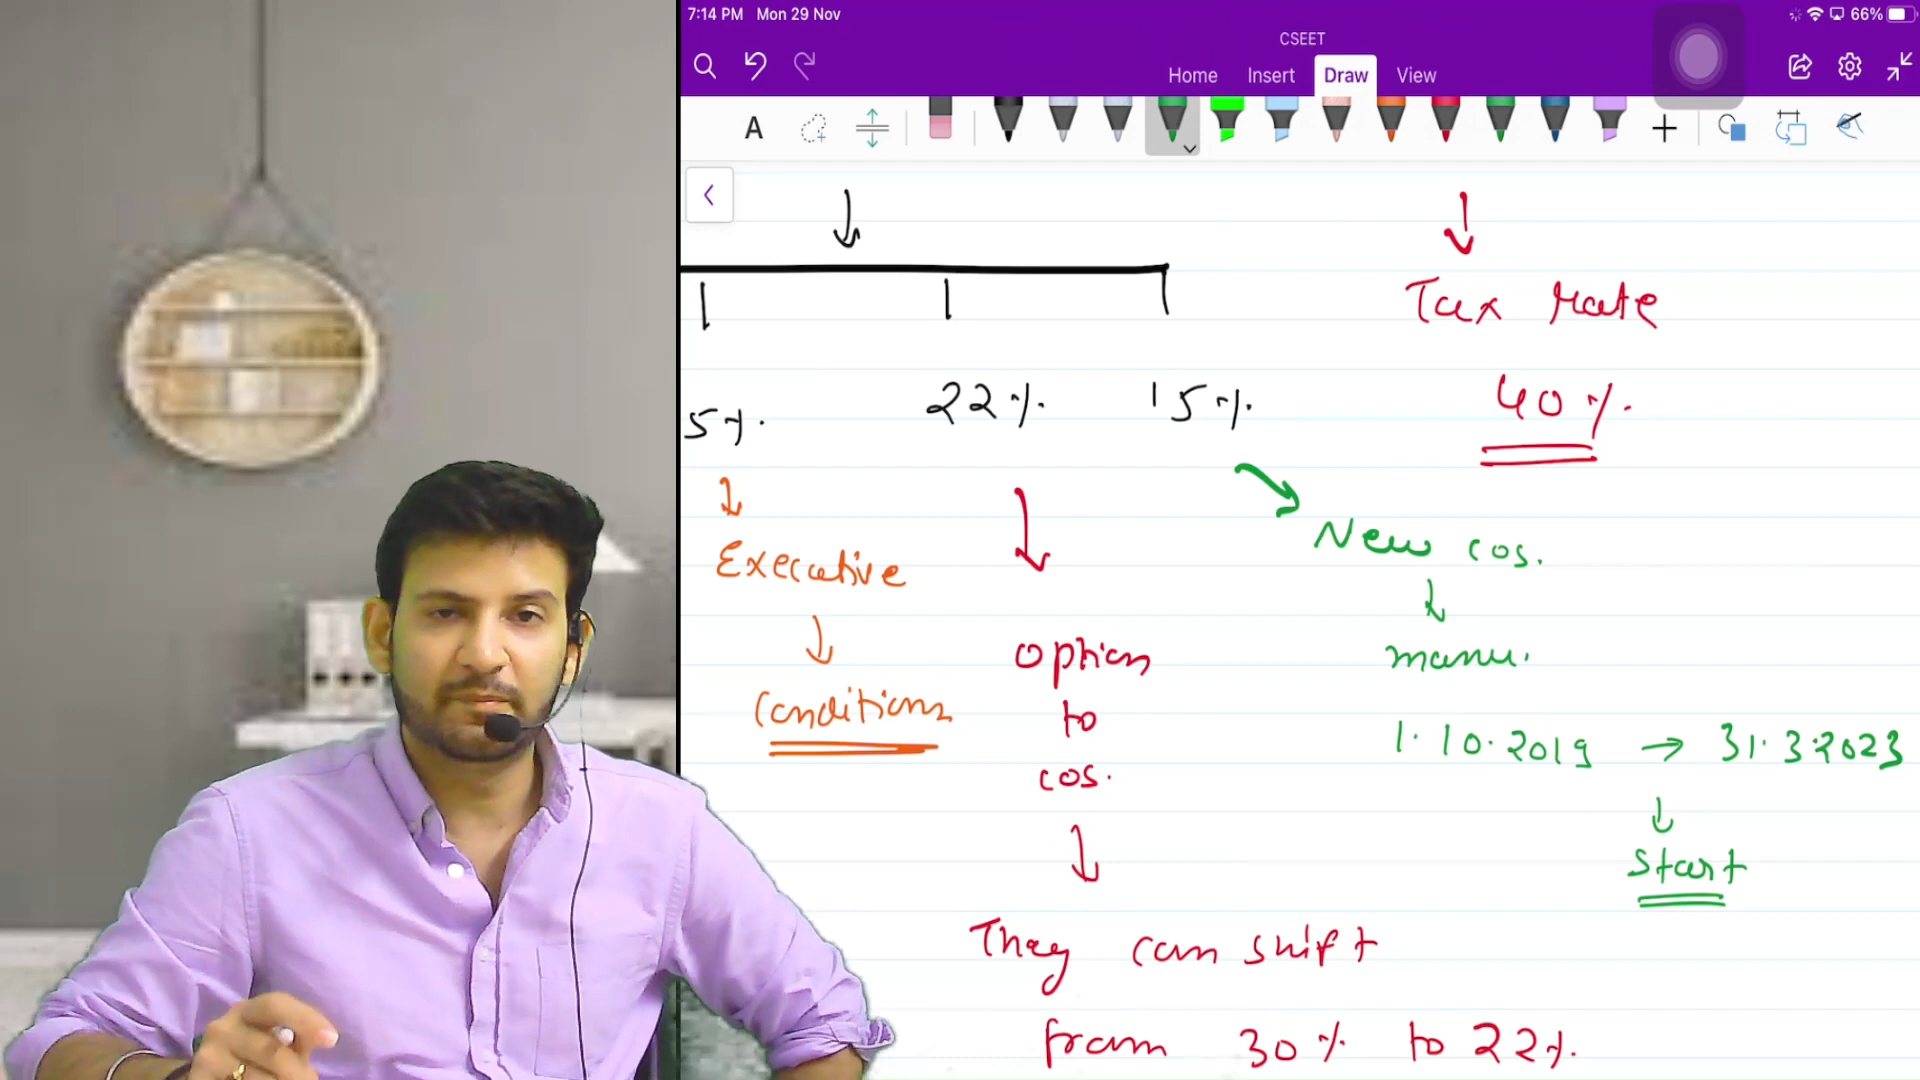 7:14 PM Mon 29 Nov
66%
CSEET
Home Insert Draw View
A
Tax Rate
5%. 22% 15% 40%
New cos.
Executive
Option
manu.
Conditions
to
1.10.2019 → 31.3.2023
cos.
Start
They can shift
from 30% to 22%.